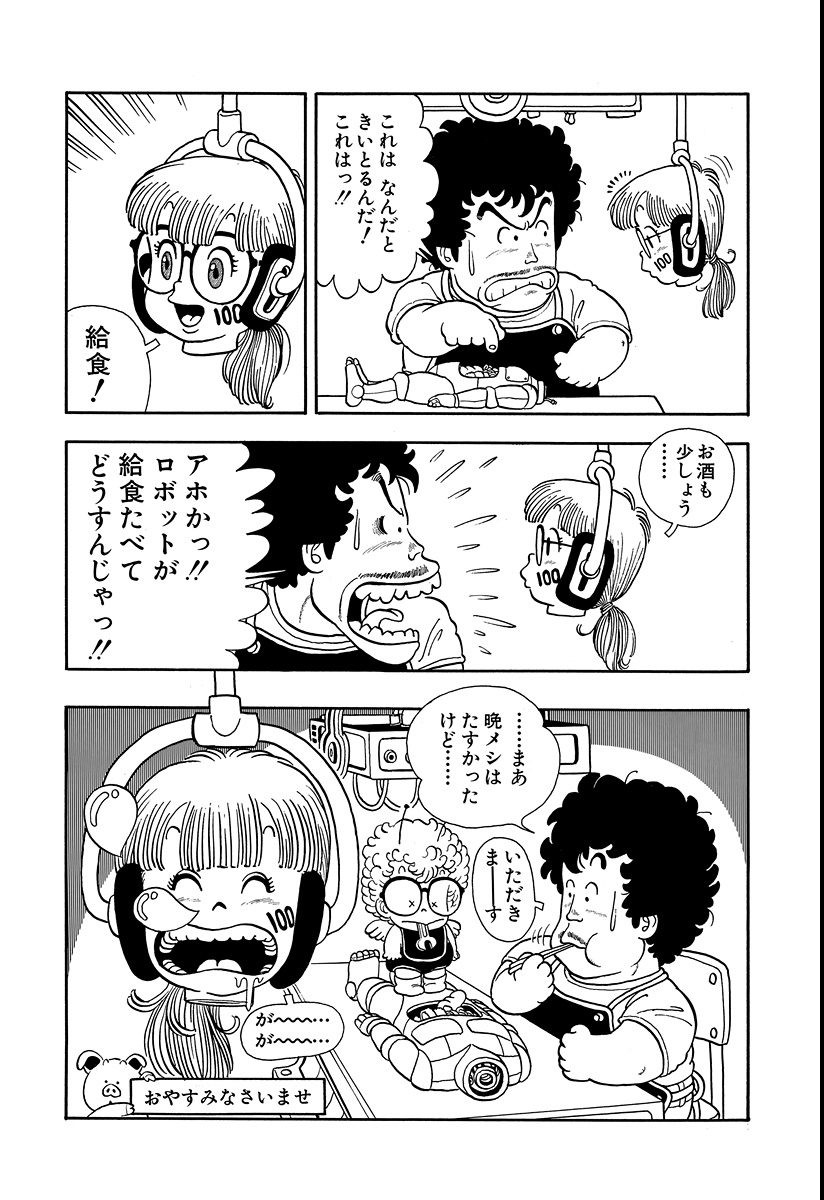 これは なんだと
きいとるんだ!
これはっ!!
100
給食!
100
お酒も
少しょう
……
100
アホかっ!!
ロボットが
給食たべて
どうすんじゃっ!!
……まあ
晩メシは
たすかった
けど……
いただき
まーす
100
が〜〜〜…
が〜〜〜…
おやすみなさいませ